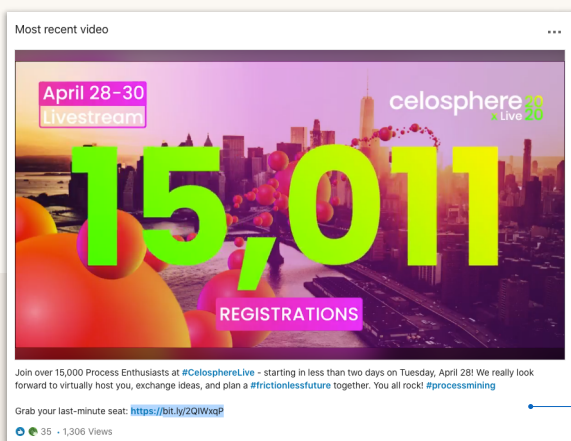 Most recent video
April 28-30
Livestream
celosphere 20
Live 20
15,011
REGISTRATIONS
Join over 15,000 Process Enthusiasts at #CelosphereLive - starting in less than two days on Tuesday, April 28! We really look
forward to virtually host you, exchange ideas, and plan a #frictionlessfuture together. You all rock! #processmining
Grab your last-minute seat: https://bit.ly/2QIWxqP
35 • 1,306 Views